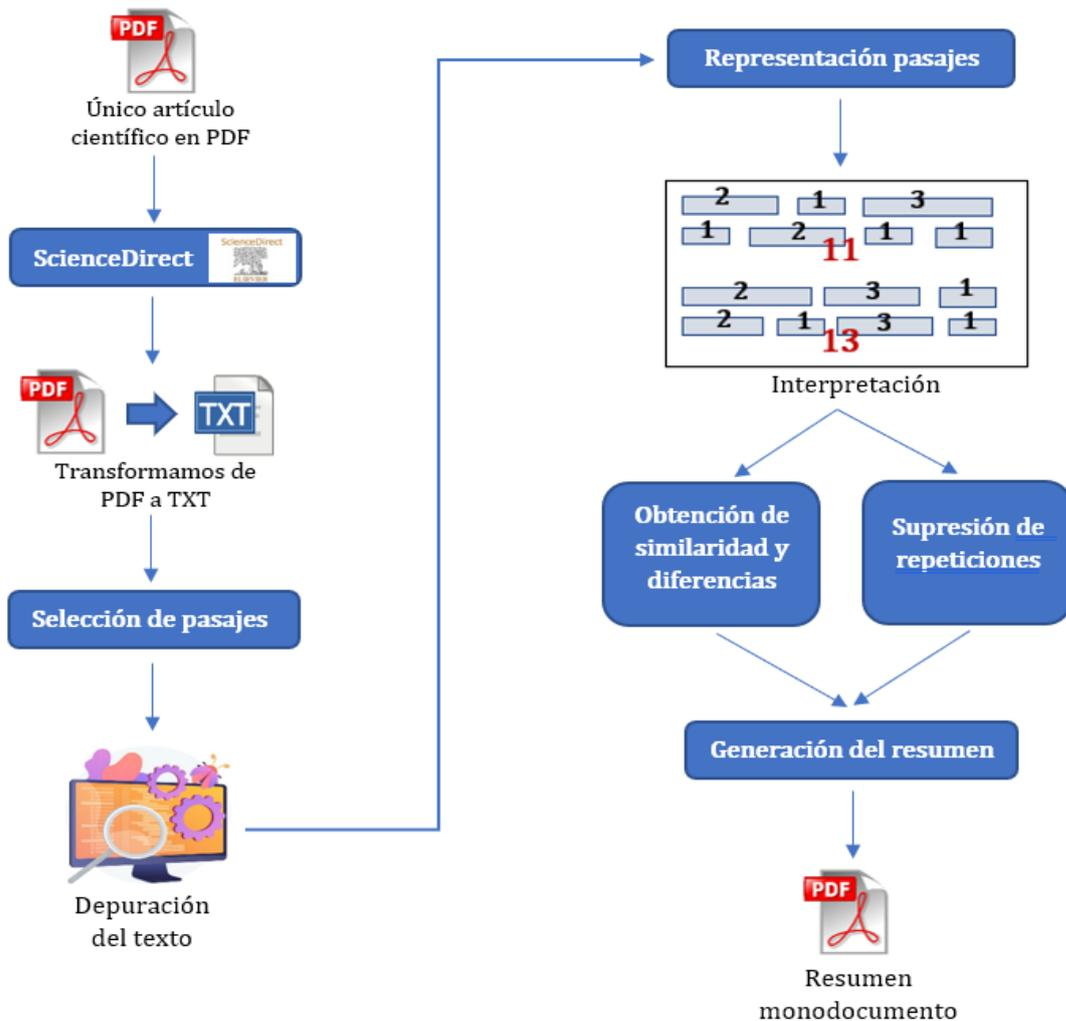 PDF
Único artículo
científico en PDF
ScienceDirect
ScienceDirect
ELSEVIER
PDF
TXT
Transformamos de
PDF a TXT
Selección de pasajes
Depuración
del texto
Representación pasajes
2 1 3
1 2 1 1
11
2 3 1
2 1 3 1
13
Interpretación
Obtención de
similaridad y
diferencias
Supresión de
repeticiones
Generación del resumen
PDF
Resumen
monodocumento